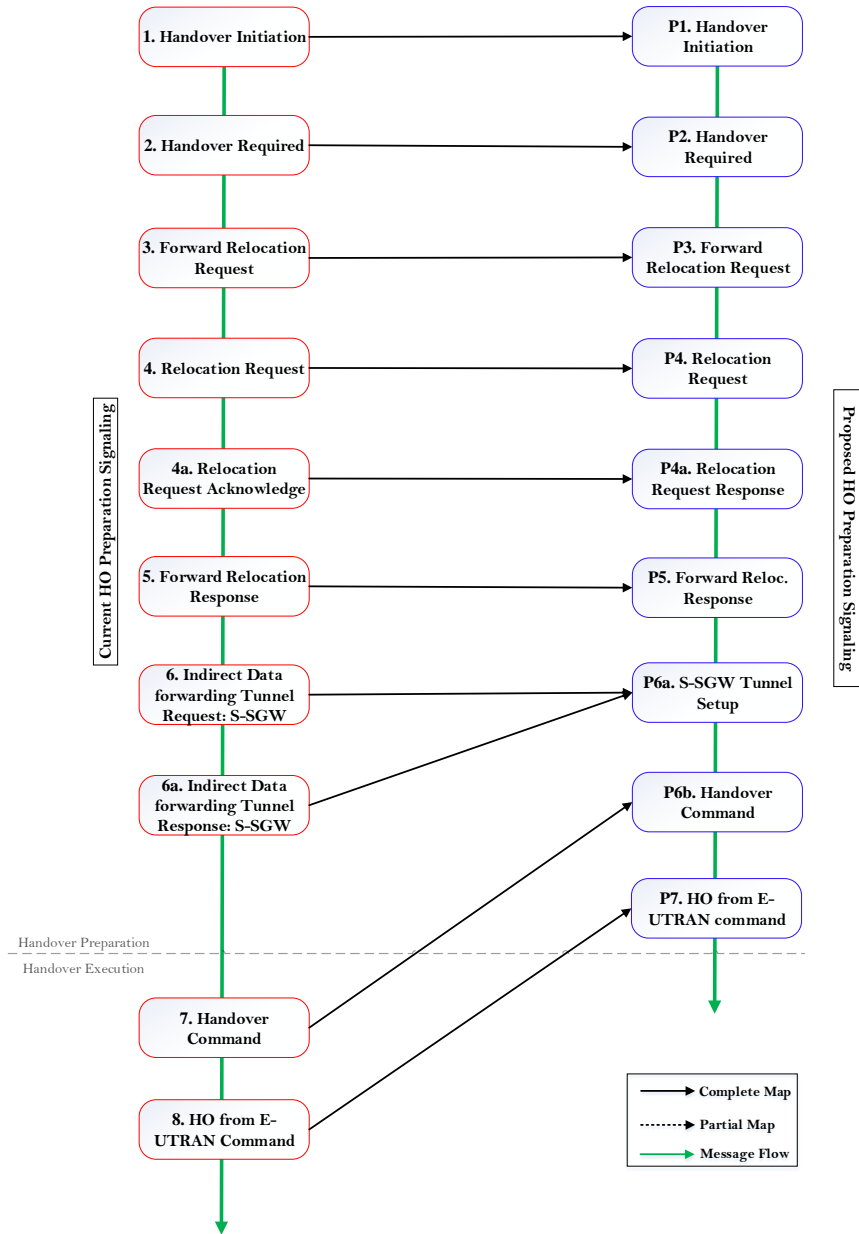 1. Handover Initiation
P1. Handover
Initiation
2. Handover Required
P2. Handover
Required
3. Forward Relocation
Request
P3. Forward
Relocation Request
4. Relocation Request
P4. Relocation
Request
Current HO Preparation Signaling
Proposed HO Preparation Signaling
4a. Relocation
Request Acknowledge
P4a. Relocation
Request Response
5. Forward Relocation
Response
P5. Forward Reloc.
Response
6. Indirect Data
forwarding Tunnel
Request: S-SGW
P6a. S-SGW Tunnel
Setup
6a. Indirect Data
forwarding Tunnel
Response: S-SGW
P6b. Handover
Command
P7. HO from E-
UTRAN command
Handover Preparation
Handover Execution
7. Handover
Command
8. HO from E-
UTRAN Command
Complete Map
Partial Map
Message Flow